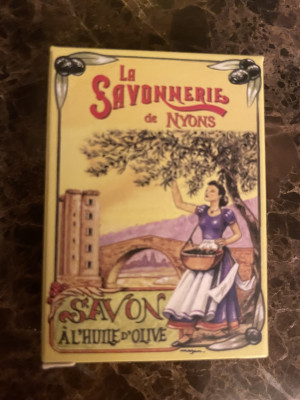 LA
SAVONNERIE
de NYONS
SAVON
À L'HUILE D'OLIVE